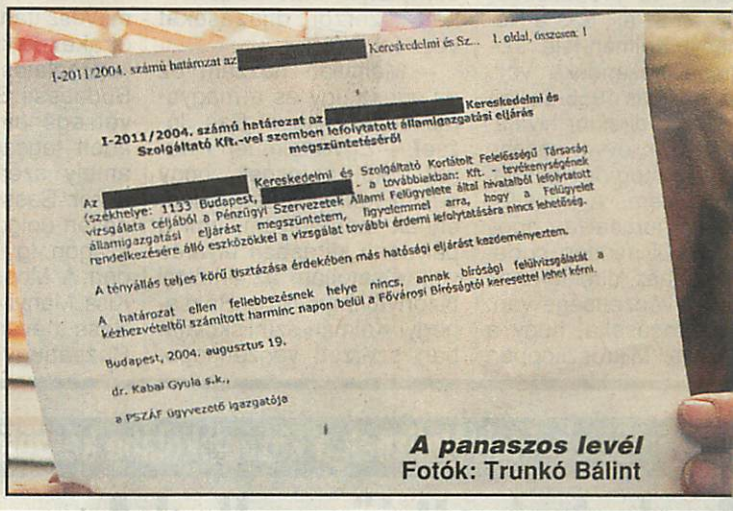 I-2011/2004. számú határozat az Kereskedelmi és Sz... 1. oldal, összesen: 1
I-2011/2004. számú határozat az Kereskedelmi és
Szolgáltató Kft.-vel szemben lefolytatott államigazgatási eljárás
megszüntetéséről
Az Kereskedelmi és Szolgáltató Korlátolt Felelősségű Társaság
(székhelye: 1133 Budapest, - a továbbiakban: Kft. - tevékenységének
vizsgálata céljából a Pénzügyi Szervezetek Állami Felügyelete által hivatalból lefolytatott
államigazgatási eljárást megszüntetem, figyelemmel arra, hogy a Felügyelet
rendelkezésére álló eszközökkel a vizsgálat további érdemi lefolytatására nincs lehetőség.
A tényállás teljes körű tisztázása érdekében más hatósági eljárást kezdeményeztem.
A határozat ellen fellebbezésnek helye nincs, annak bírósági felülvizsgálatát a
kézhezvételtől számított harminc napon belül a Fővárosi Bíróságtól keresettel lehet kérni.
Budapest, 2004. augusztus 19.
dr. Kabai Gyula s.k.,
a PSZÁF ügyvezető igazgatója
A panaszos levél
Fotók: Trunkó Bálint